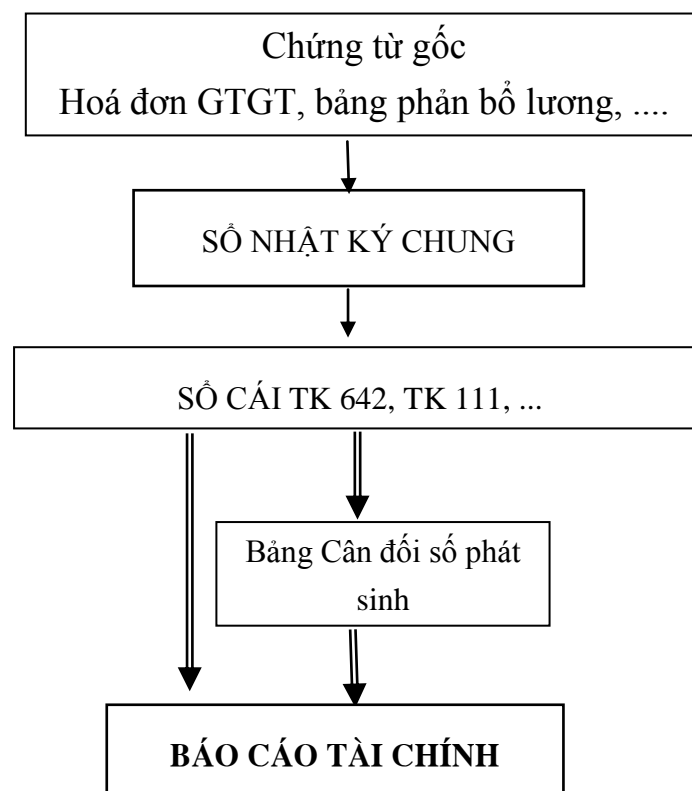 Chứng từ gốc
Hoá đơn GTGT, bảng phản bổ lương, ....
SỔ NHẬT KÝ CHUNG
SỔ CÁI TK 642, TK 111, ...
Bảng Cân đối số phát
sinh
BÁO CÁO TÀI CHÍNH